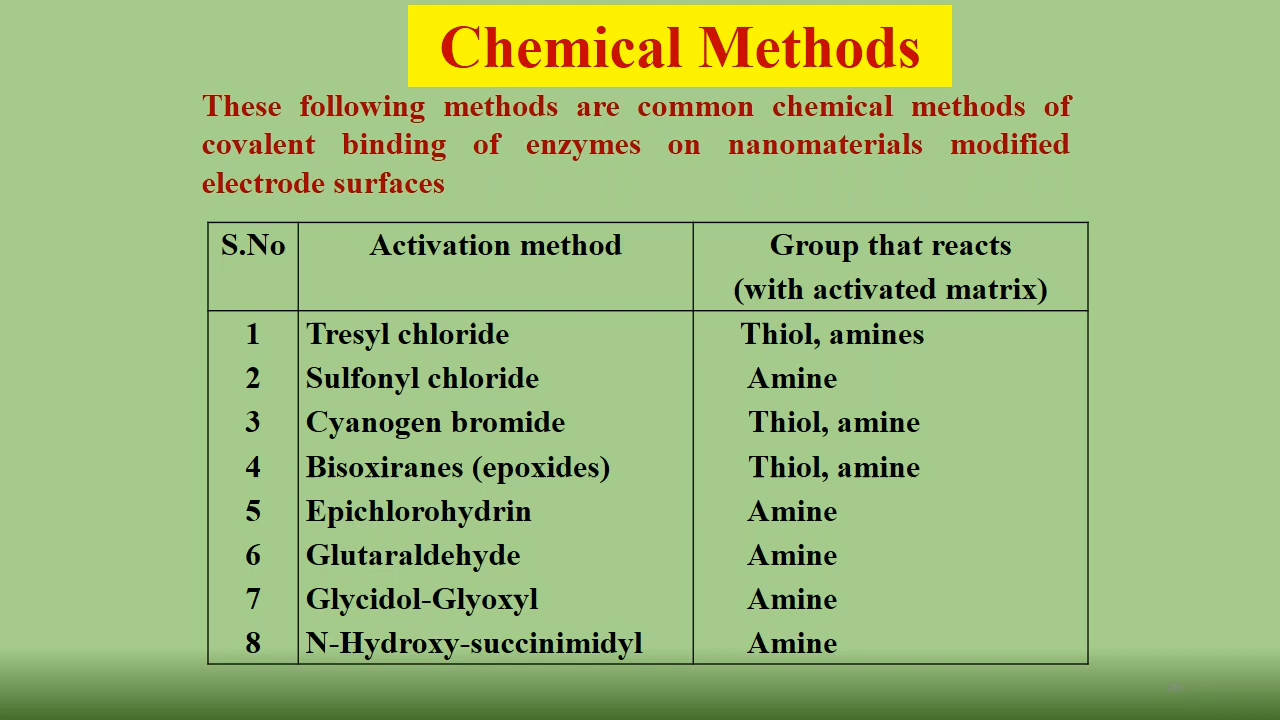 Chemical Methods
These following methods are common chemical methods of
covalent binding of enzymes on nanomaterials modified
electrode surfaces
S.No Activation method Group that reacts
(with activated matrix)
1 Tresyl chloride Thiol, amines
2 Sulfonyl chloride Amine
3 Cyanogen bromide Thiol, amine
4 Bisoxiranes (epoxides) Thiol, amine
5 Epichlorohydrin Amine
6 Glutaraldehyde Amine
7 Glycidol-Glyoxyl Amine
8 N-Hydroxy-succinimidyl Amine